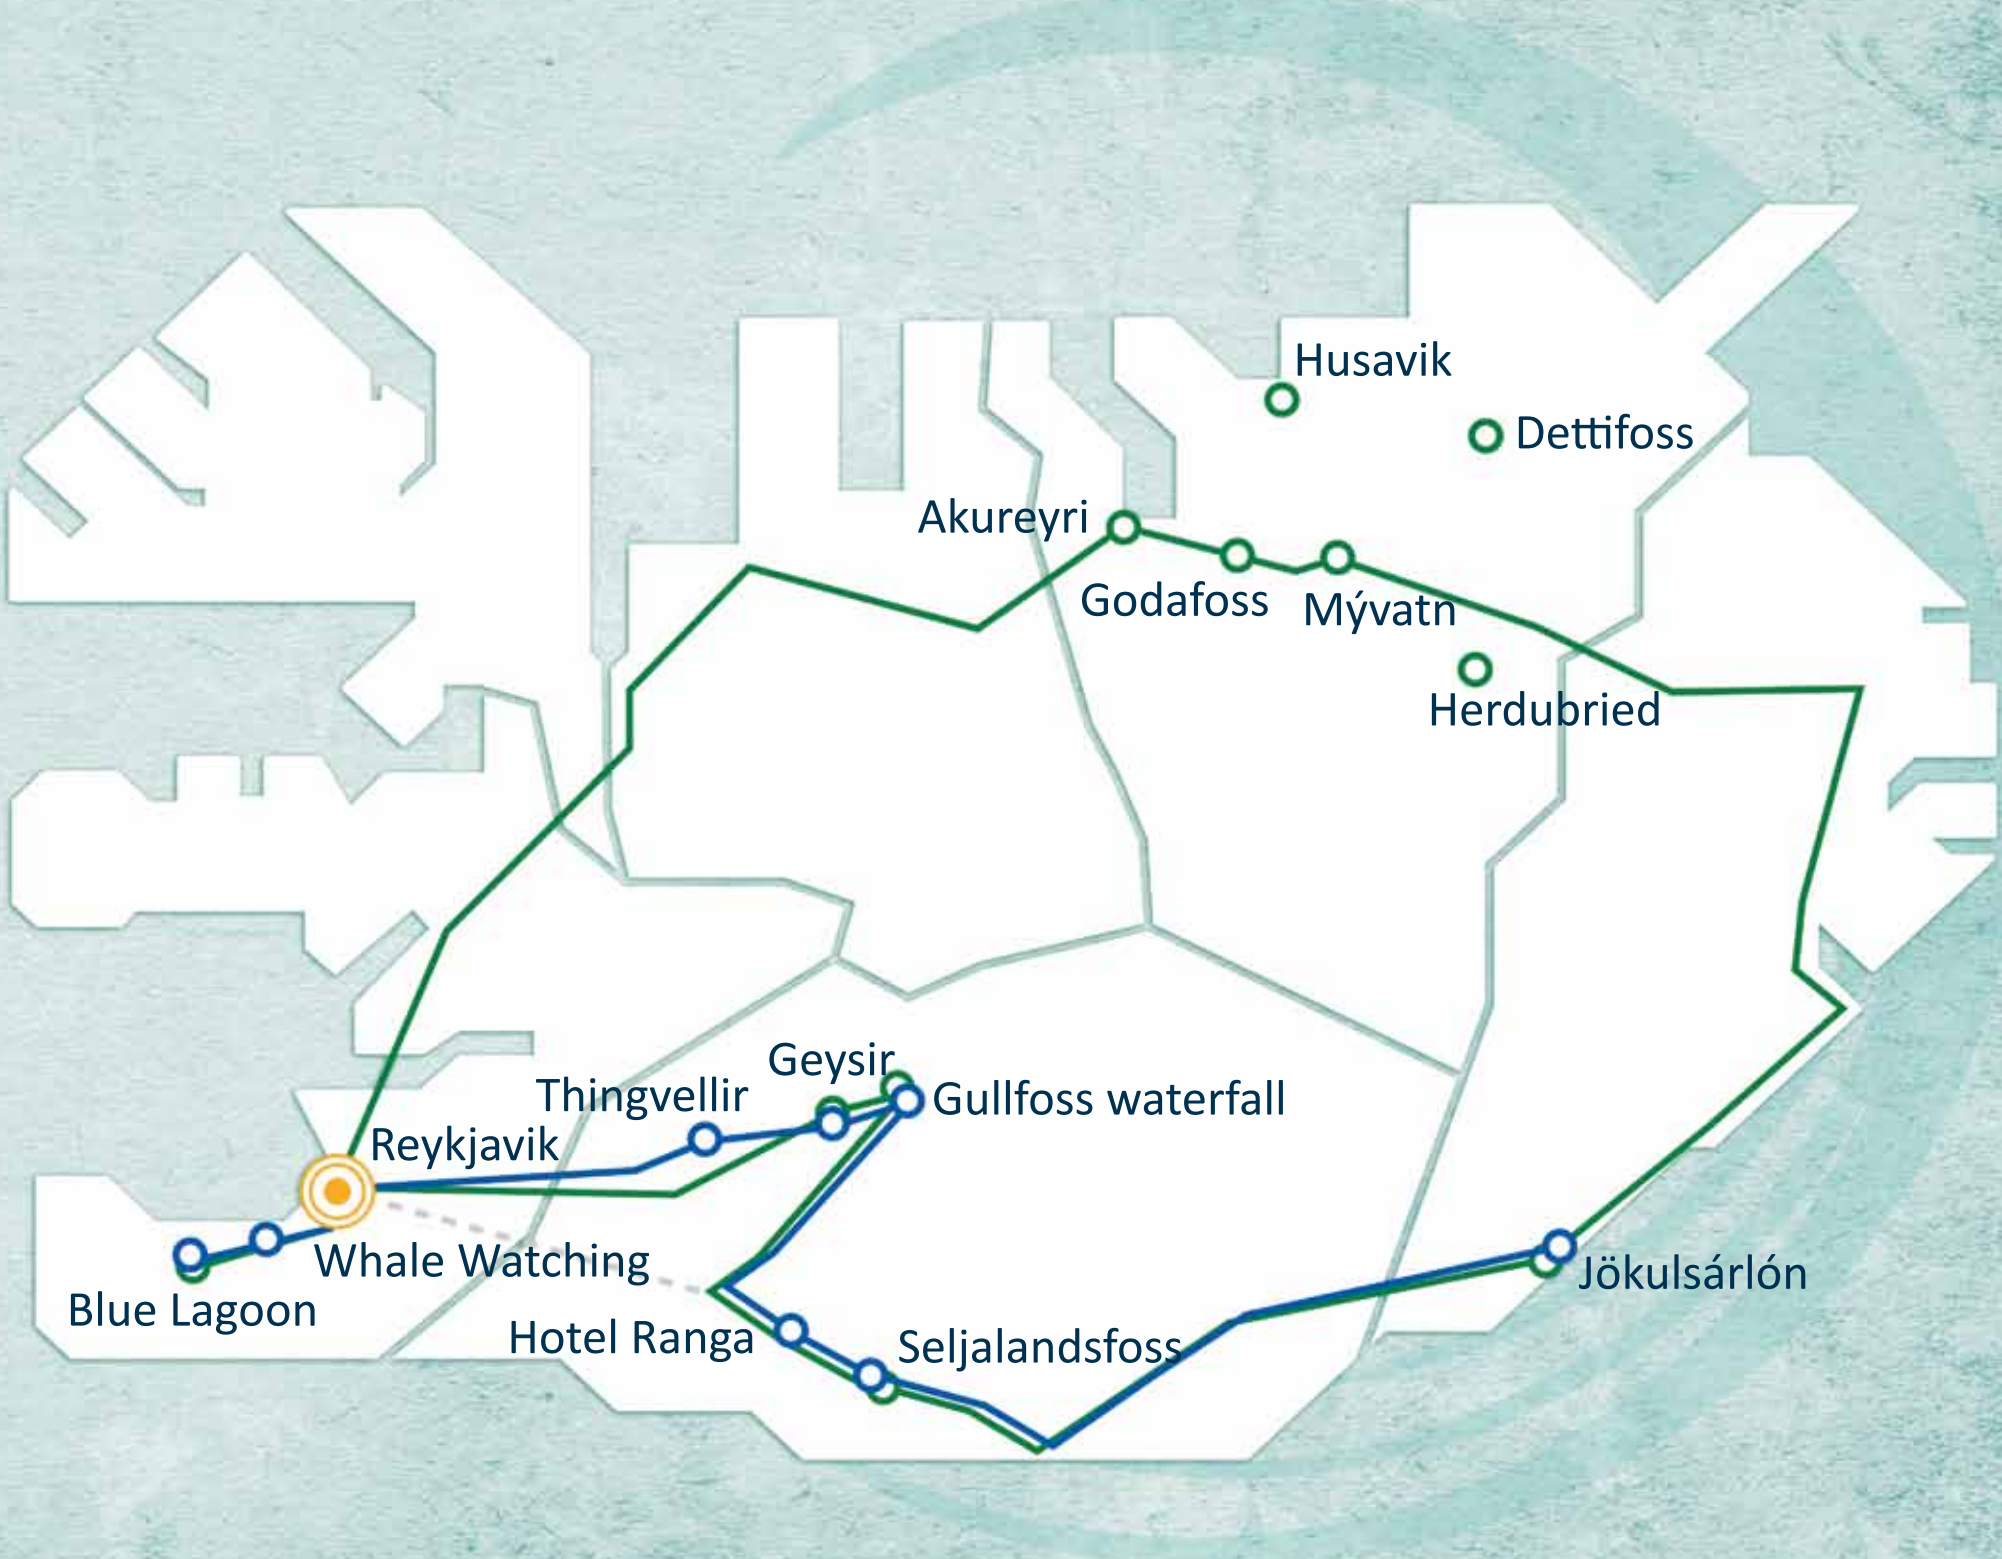 Husavik
Dettifoss
Akureyri
Godafoss
Mývatn
Herdubried
Geysir
Thingvellir
Gullfoss waterfall
Reykjavik
Whale Watching
Blue Lagoon
Hotel Ranga
Seljalandsfoss
Jökulsárlón